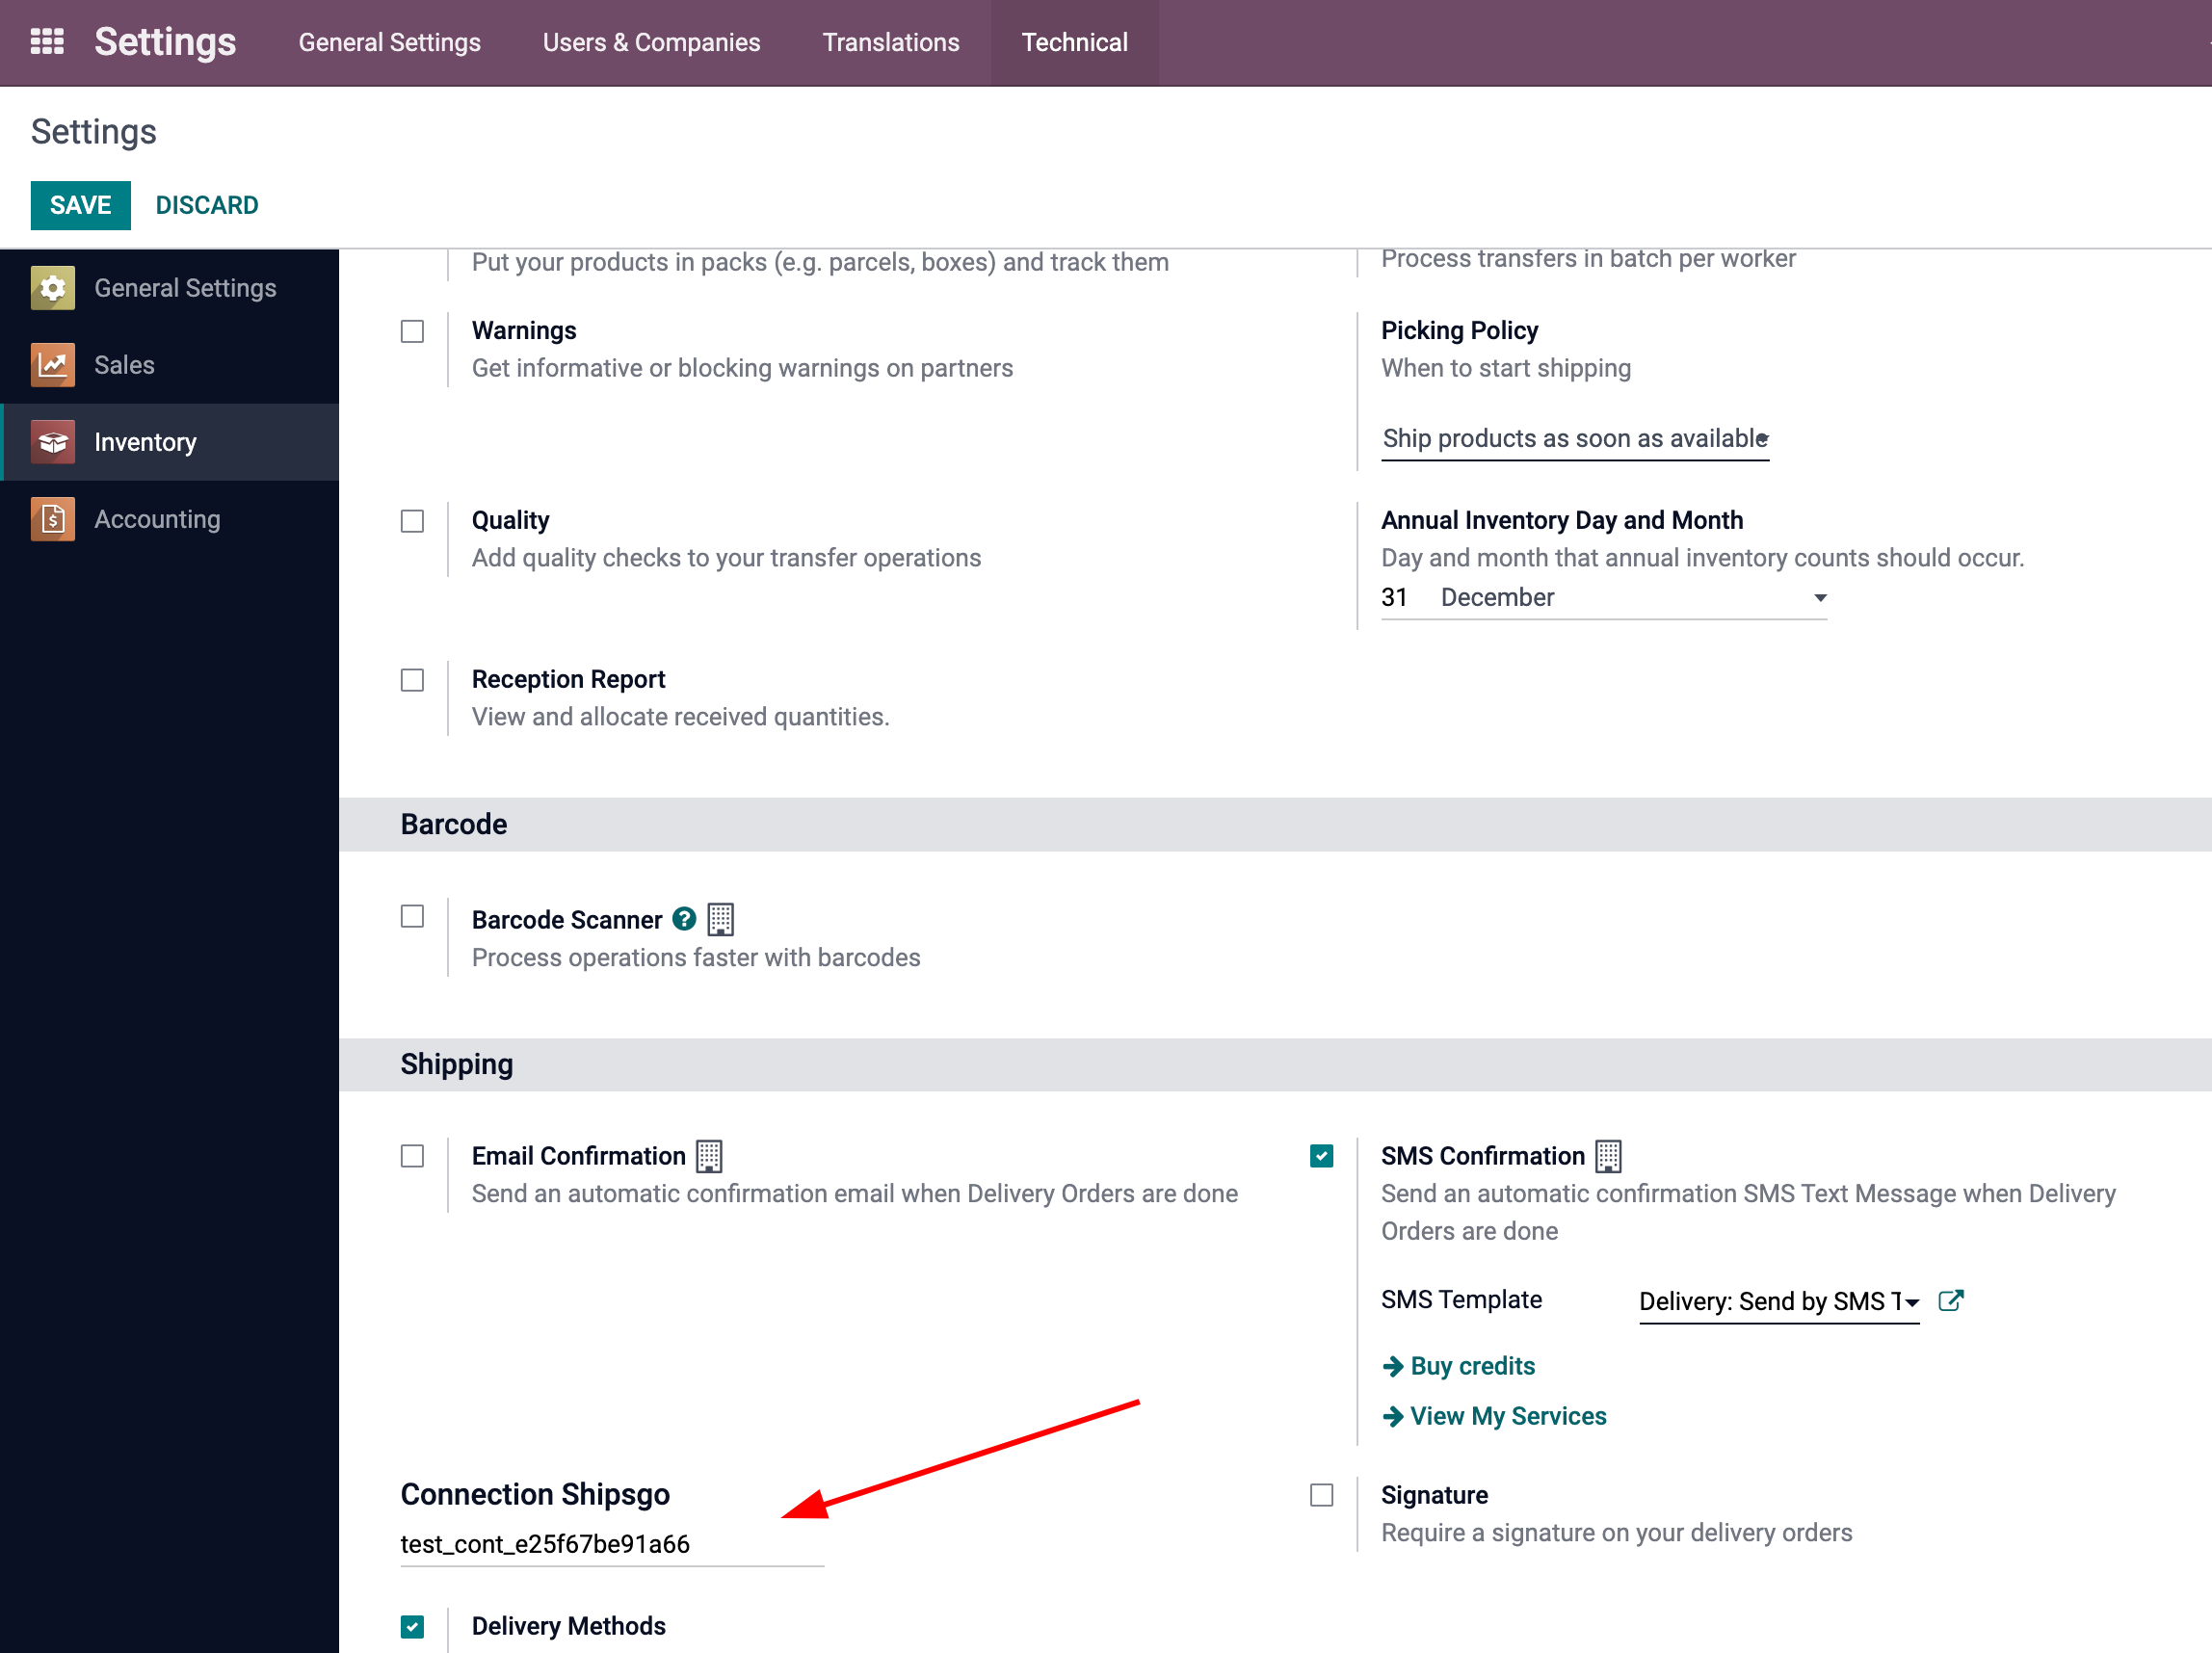 Settings
General Settings
Users & Companies
Translations
Technical
Settings
SAVE
DISCARD
General Settings
Sales
Inventory
Accounting
Put your products in packs (e.g. parcels, boxes) and track them
Process transfers in batch per worker
Warnings
Get informative or blocking warnings on partners
Picking Policy
When to start shipping
Ship products as soon as available
Quality
Add quality checks to your transfer operations
Annual Inventory Day and Month
Day and month that annual inventory counts should occur.
31 December
Reception Report
View and allocate received quantities.
Barcode
Barcode Scanner
Process operations faster with barcodes
Shipping
Email Confirmation
Send an automatic confirmation email when Delivery Orders are done
SMS Confirmation
Send an automatic confirmation SMS Text Message when Delivery
Orders are done
SMS Template
Delivery: Send by SMS T
Buy credits
View My Services
Connection Shipsgo
test_cont_e25f67be91a66
Signature
Require a signature on your delivery orders
Delivery Methods